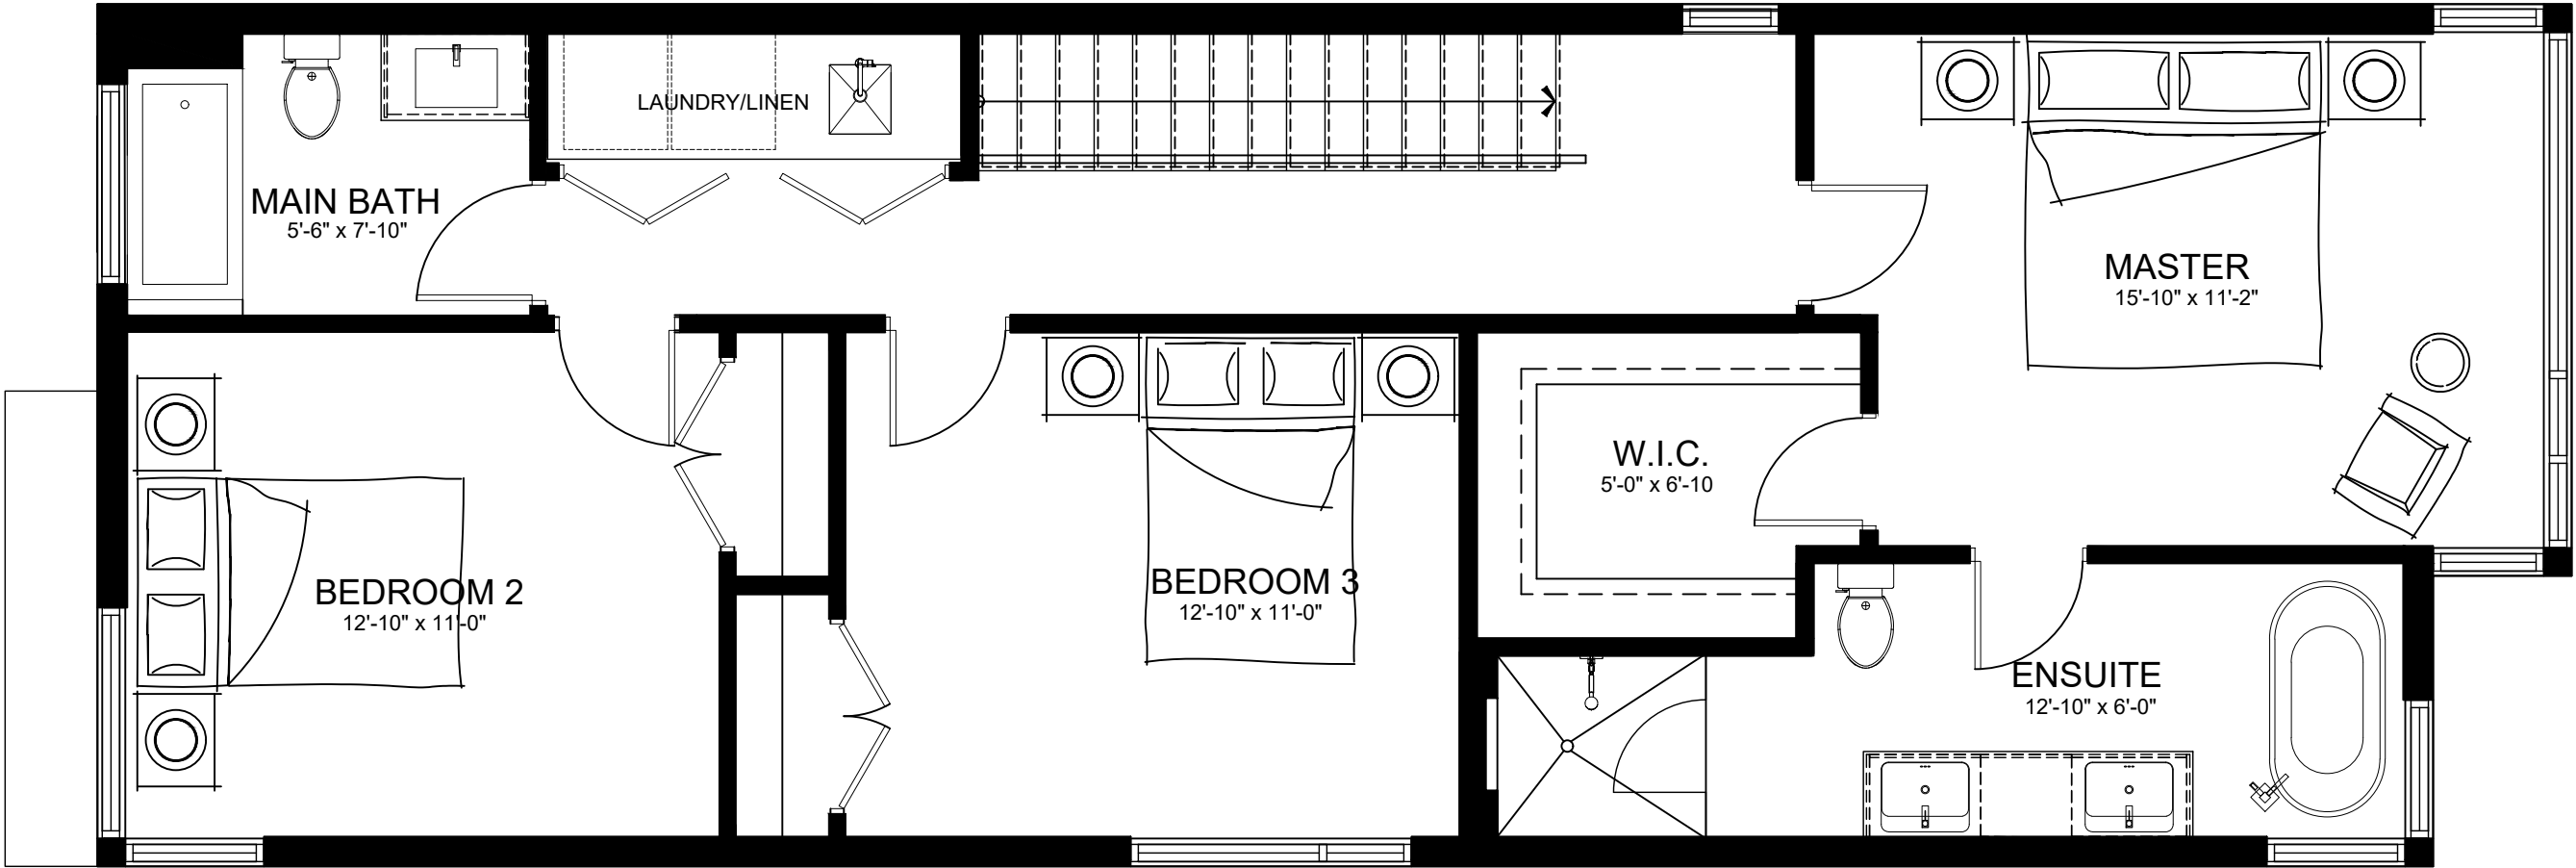 LAUNDRY/LINEN
MAIN BATH
5'-6" x 7'-10"
MASTER
15'-10" x 11'-2"
W.I.C.
5'-0" x 6'-10
BEDROOM 2
12'-10" x 11'-0"
BEDROOM 3
12'-10" x 11'-0"
ENSUITE
12'-10" x 6'-0"